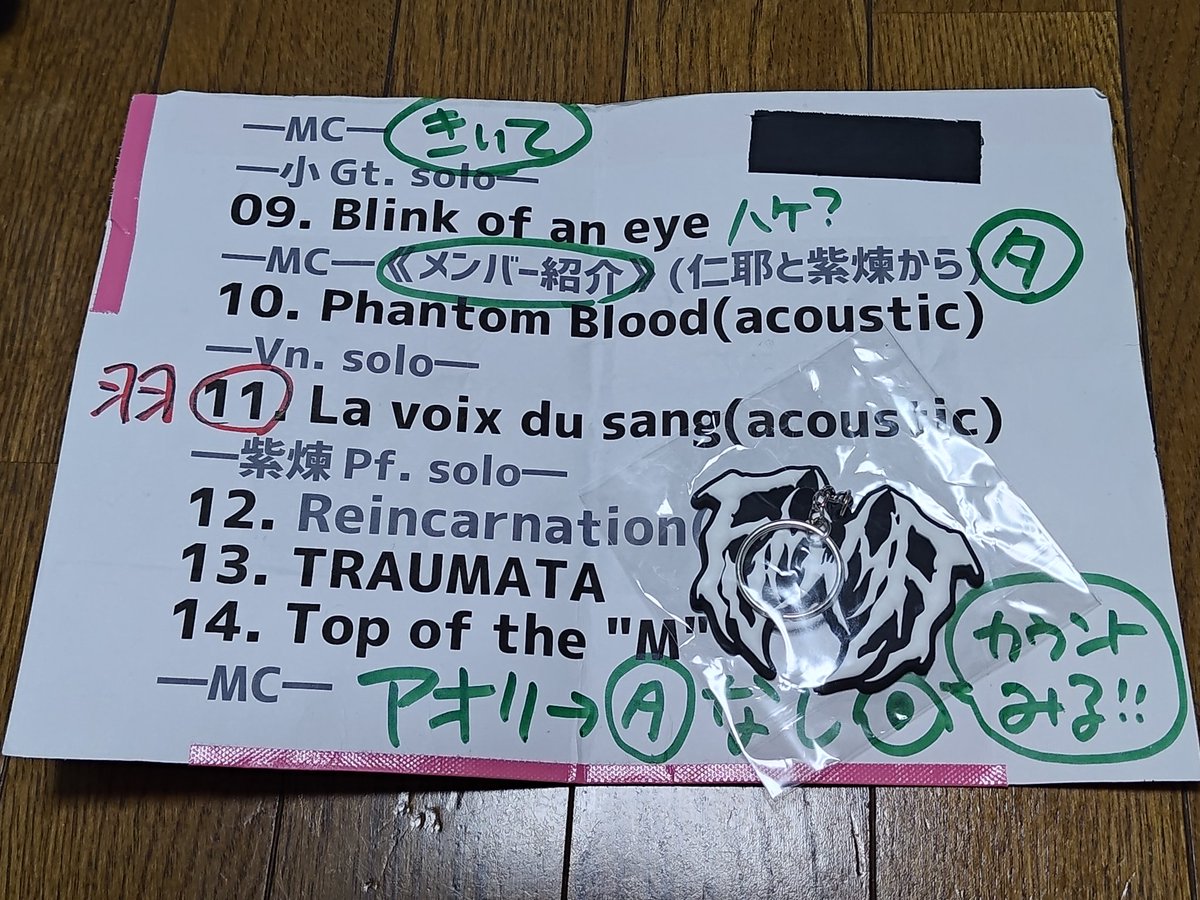 —MC— きいて
—小 Gt. solo—
09. Blink of an eye ハケ?
—MC—《メンバー紹介》(仁耶と紫煉から) タ
10. Phantom Blood(acoustic)
—Vn. solo—
羽 11. La voix du sang(acoustic)
—紫煉 Pf. solo—
12. Reincarnation(
13. TRAUMATA
14. Top of the "M"
—MC— アオリ→Ⓐ なし
カウント
みる!!